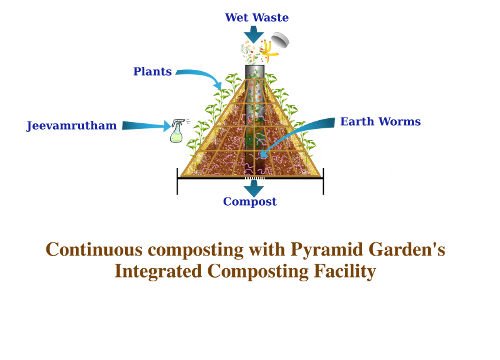 Wet Waste
Plants
Jeevamrutham
Earth Worms
Compost
Continuous composting with Pyramid Garden's
Integrated Composting Facility